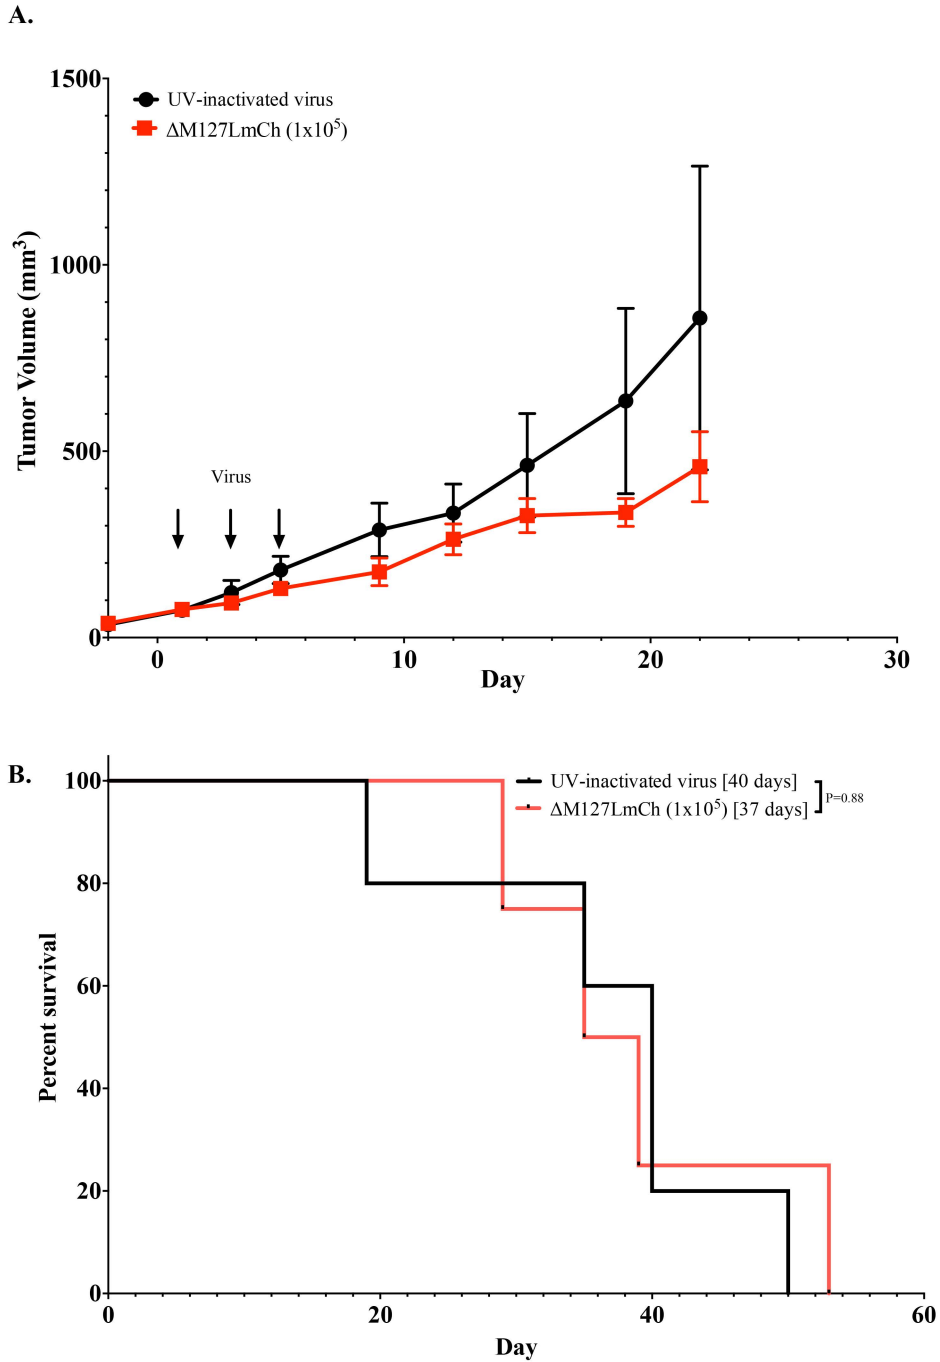 A.
1500
UV-inactivated virus
ΔM127LmCh (1x10⁵)
1000
Tumor Volume (mm³)
500
Virus
0
0 10 20 30
Day
B.
100
UV-inactivated virus [40 days]
ΔM127LmCh (1x10⁵) [37 days]
P=0.88
80
60
Percent survival
40
20
0
0 20 40 60
Day